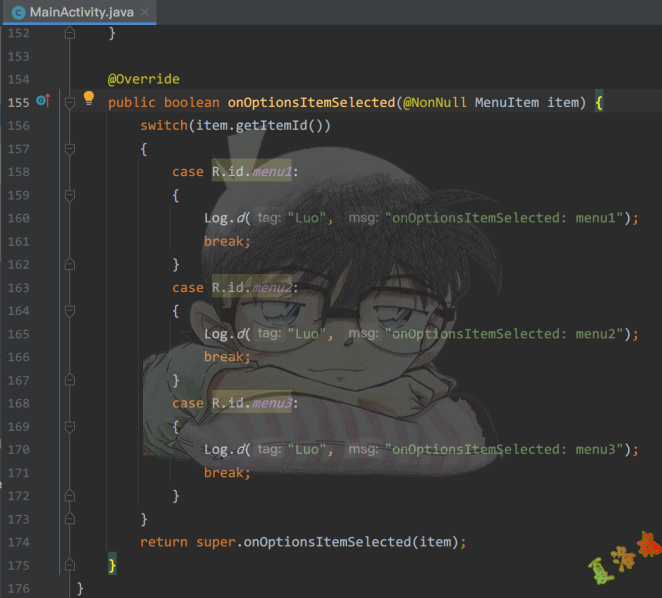 MainActivity.java
152 }
153
154 @Override
155 public boolean onOptionsItemSelected(@NonNull MenuItem item) {
156 switch(item.getItemId())
157 {
158 case R.id.menu1:
159 {
160 Log.d( tag: "Luo", msg: "onOptionsItemSelected: menu1");
161 break;
162 }
163 case R.id.menu2:
164 {
165 Log.d( tag: "Luo", msg: "onOptionsItemSelected: menu2");
166 break;
167 }
168 case R.id.menu3:
169 {
170 Log.d( tag: "Luo", msg: "onOptionsItemSelected: menu3");
171 break;
172 }
173 }
174 return super.onOptionsItemSelected(item);
175 }
176 }